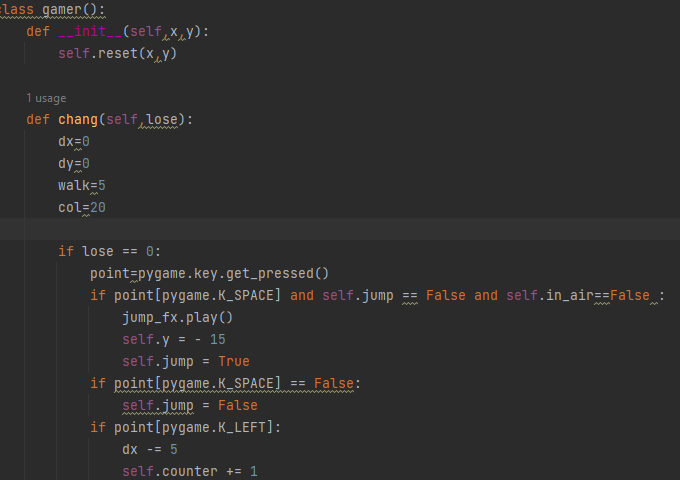 class gamer():
def __init__(self,x,y):
self.reset(x,y)
1 usage
def chang(self,lose):
dx=0
dy=0
walk=5
col=20
if lose == 0:
point=pygame.key.get_pressed()
if point[pygame.K_SPACE] and self.jump == False and self.in_air==False :
jump_fx.play()
self.y = - 15
self.jump = True
if point[pygame.K_SPACE] == False:
self.jump = False
if point[pygame.K_LEFT]:
dx -= 5
self.counter += 1